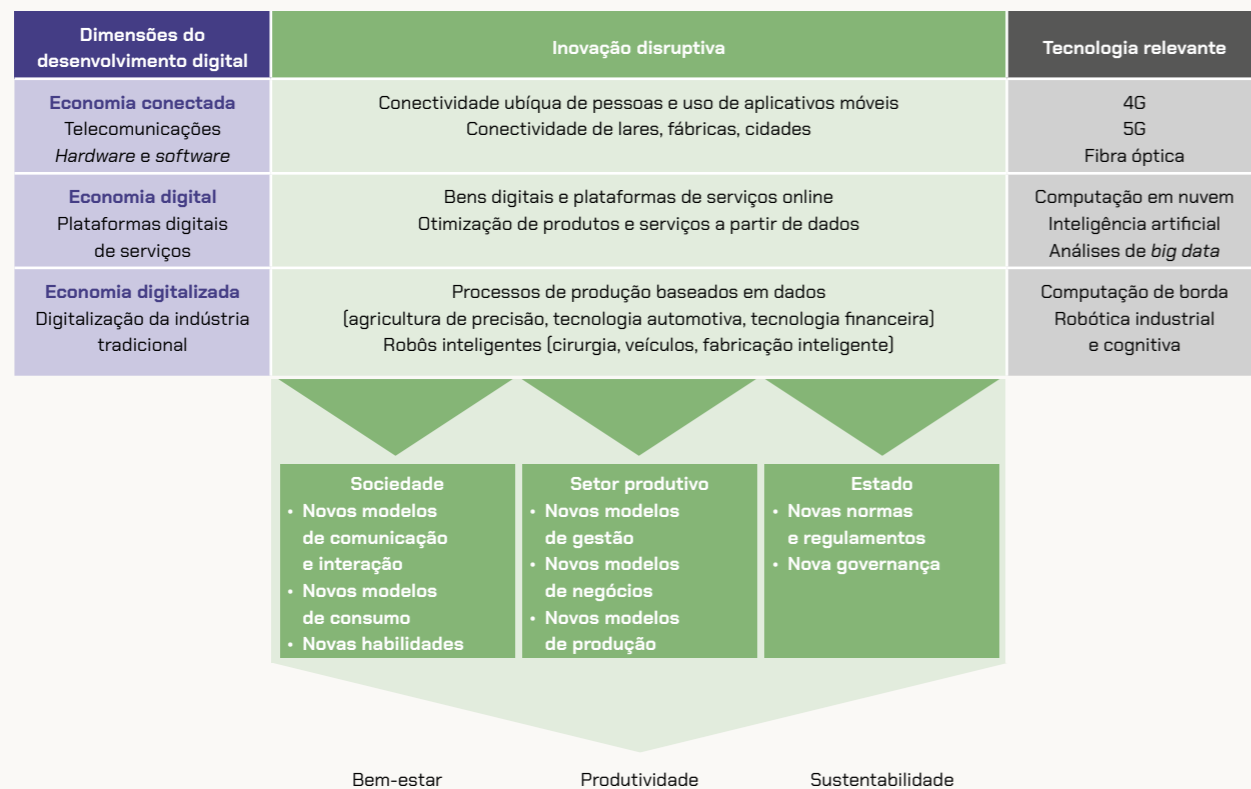 Dimensões do
desenvolvimento digital
Inovação disruptiva
Tecnologia relevante
Economia conectada
Telecomunicações
Hardware e software
Conectividade ubíqua de pessoas e uso de aplicativos móveis
Conectividade de lares, fábricas, cidades
4G
5G
Fibra óptica
Economia digital
Plataformas digitais
de serviços
Bens digitais e plataformas de serviços online
Otimização de produtos e serviços a partir de dados
Computação em nuvem
Inteligência artificial
Análises de big data
Economia digitalizada
Digitalização da indústria
tradicional
Processos de produção baseados em dados
(agricultura de precisão, tecnologia automotiva, tecnologia financeira)
Robôs inteligentes (cirurgia, veículos, fabricação inteligente)
Computação de borda
Robótica industrial
e cognitiva
Sociedade
• Novos modelos
de comunicação
e interação
• Novos modelos
de consumo
• Novas habilidades
Setor produtivo
• Novos modelos
de gestão
• Novos modelos
de negócios
• Novos modelos
de produção
Estado
• Novas normas
e regulamentos
• Nova governança
Bem-estar
Produtividade
Sustentabilidade